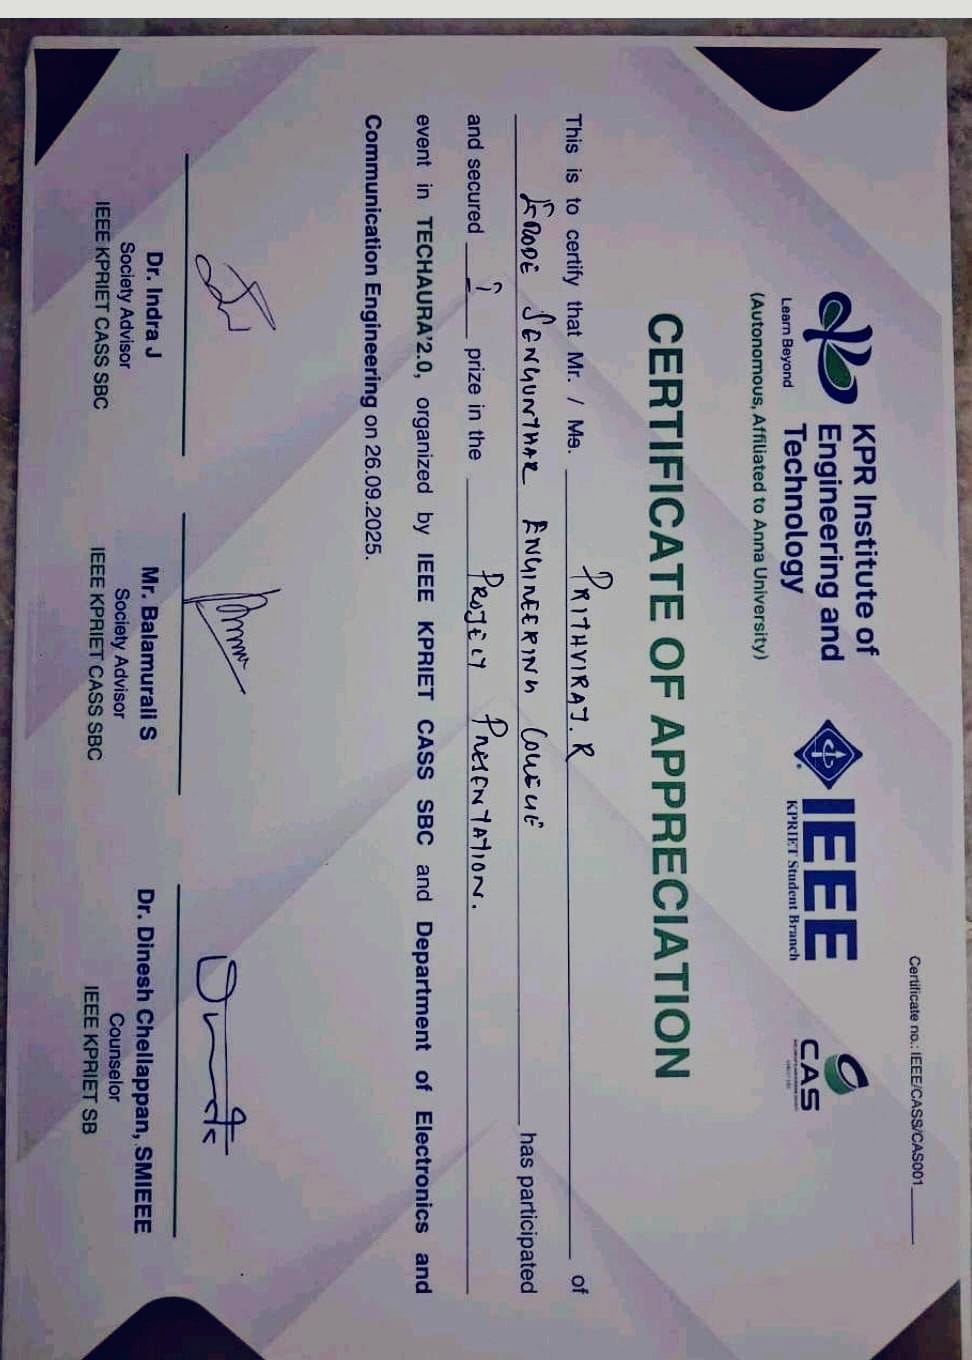 Certificate no.: IEEE/CASS/CAS001______
KPR Institute of
Engineering and
Technology
Learn Beyond
(Autonomous, Affiliated to Anna University)
IEEE
KPRIET Student Branch
CAS
CERTIFICATE OF APPRECIATION
This is to certify that Mr. / Ms. PRITHVIRAJ. R of
ERODE SENGUNTHAR ENGINEERING COLLEGE has participated
and secured I prize in the PROJECT PRESENTATION.
event in TECHAURA'2.0, organized by IEEE KPRIET CASS SBC and Department of Electronics and
Communication Engineering on 26.09.2025.
Dr. Indra J
Society Advisor
IEEE KPRIET CASS SBC
Mr. Balamurali S
Society Advisor
IEEE KPRIET CASS SBC
Dr. Dinesh Chellappan, SMIEEE
Counselor
IEEE KPRIET SB